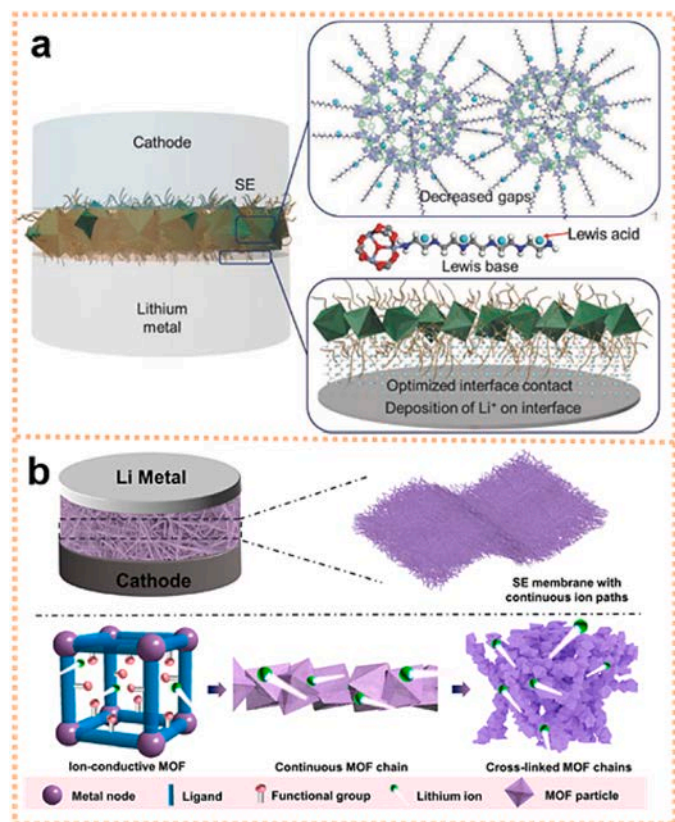 a
Cathode
SE
Lithium
metal
Decreased gaps
Lewis acid
Lewis base
Optimized interface contact
Deposition of Li⁺ on interface
b
Li Metal
Cathode
SE membrane with
continuous ion paths
Ion-conductive MOF
Continuous MOF chain
Cross-linked MOF chains
Metal node
Ligand
Functional group
Lithium ion
MOF particle